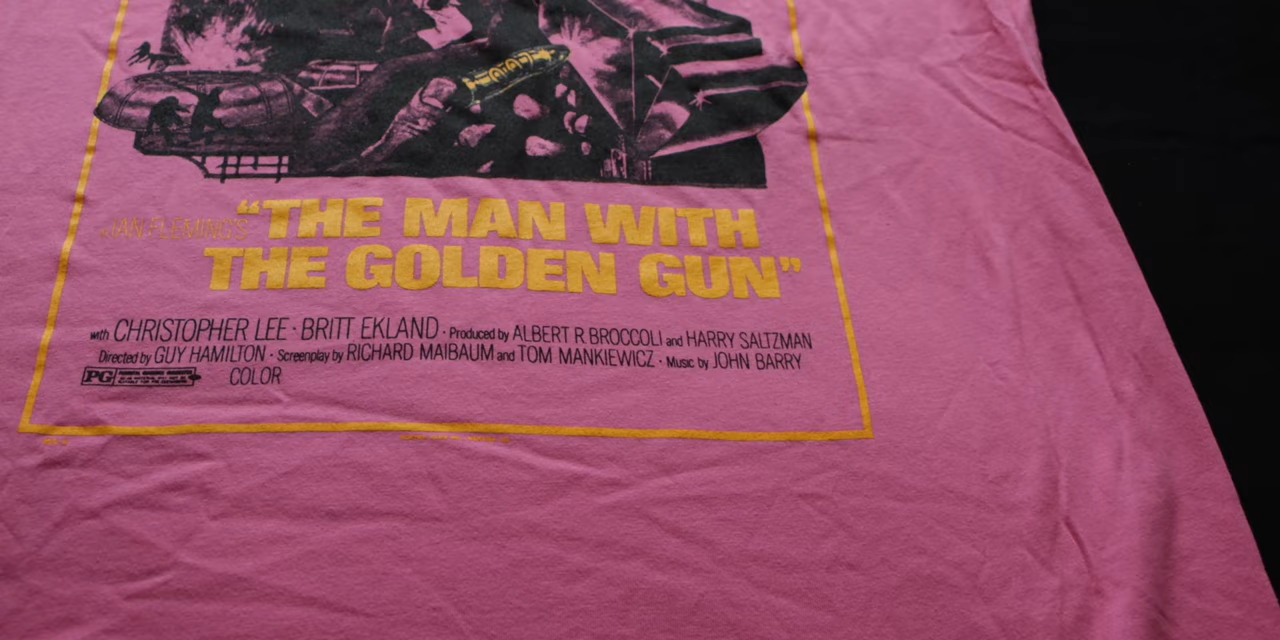 IAN FLEMING'S "THE MAN WITH
THE GOLDEN GUN"
with CHRISTOPHER LEE · BRITT EKLAND · Produced by ALBERT R. BROCCOLI and HARRY SALTZMAN
Directed by GUY HAMILTON · Screenplay by RICHARD MAIBAUM and TOM MANKIEWICZ · Music by JOHN BARRY
PG COLOR